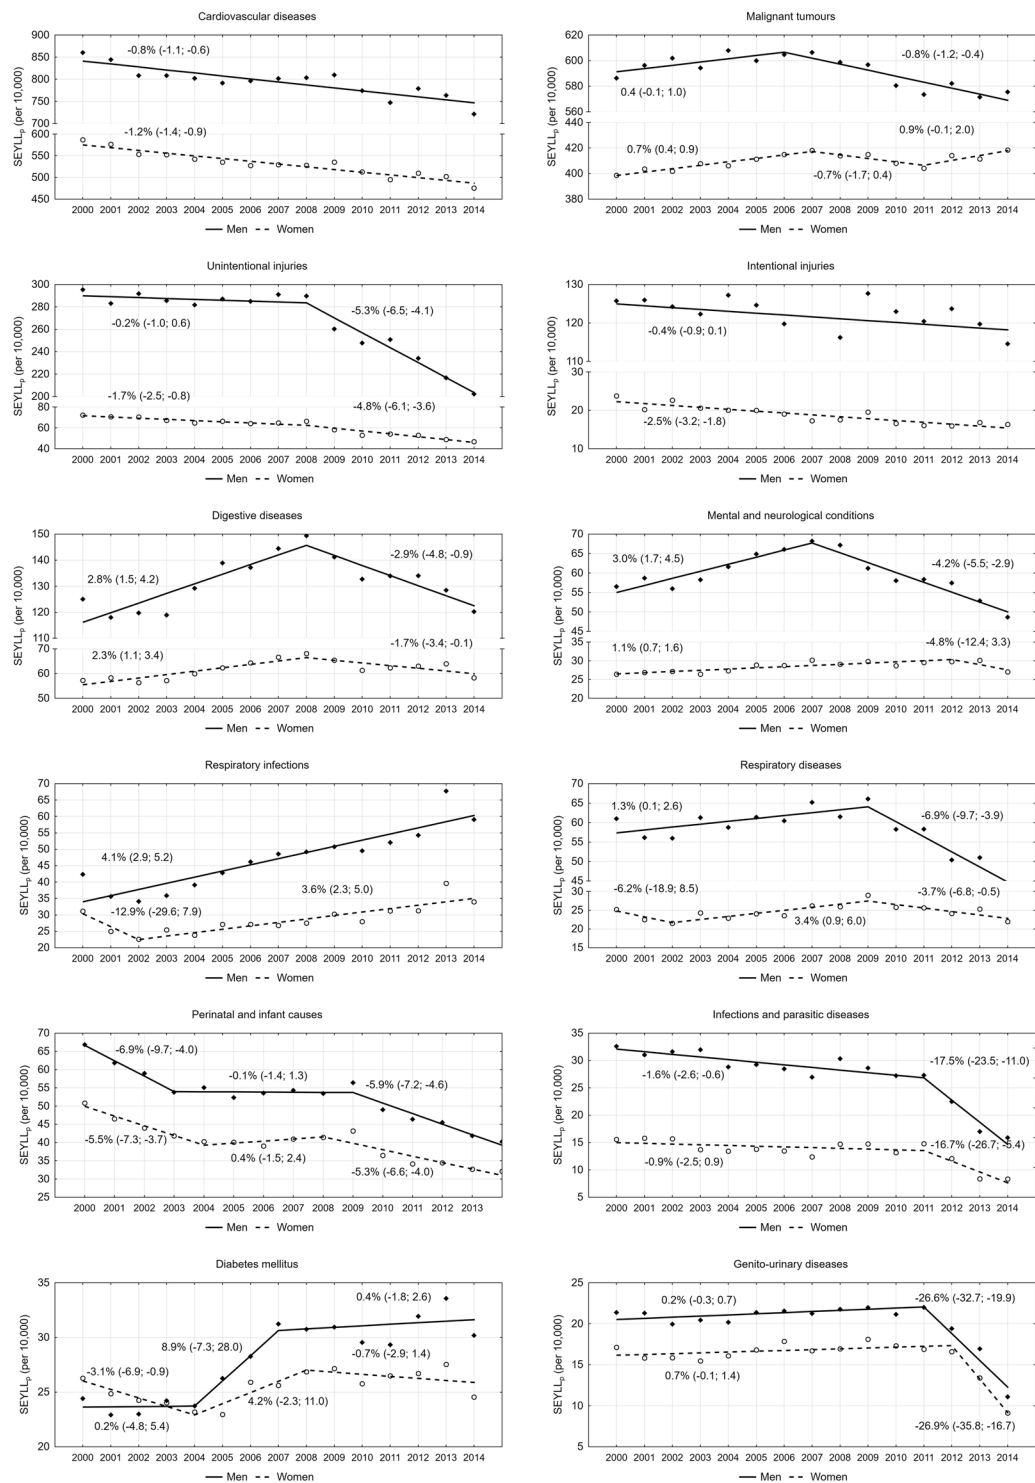 Cardiovascular diseases
SEYLLp (per 10,000)
900
850
800
750
700
600
550
500
450
-0.8% (-1.1; -0.6)
-1.2% (-1.4; -0.9)
2000 2001 2002 2003 2004 2005 2006 2007 2008 2009 2010 2011 2012 2013 2014
Men Women
Malignant tumours
SEYLLp (per 10,000)
620
600
580
560
440
420
400
380
-0.8% (-1.2; -0.4)
0.4 (-0.1; 1.0)
0.9% (-0.1; 2.0)
0.7% (0.4; 0.9)
-0.7% (-1.7; 0.4)
2000 2001 2002 2003 2004 2005 2006 2007 2008 2009 2010 2011 2012 2013 2014
Men Women
Unintentional injuries
SEYLLp (per 10,000)
300
280
260
240
220
200
80
60
40
-5.3% (-6.5; -4.1)
-0.2% (-1.0; 0.6)
-1.7% (-2.5; -0.8)
-4.8% (-6.1; -3.6)
2000 2001 2002 2003 2004 2005 2006 2007 2008 2009 2010 2011 2012 2013 2014
Men Women
Intentional injuries
SEYLLp (per 10,000)
130
120
110
30
20
10
-0.4% (-0.9; 0.1)
-2.5% (-3.2; -1.8)
2000 2001 2002 2003 2004 2005 2006 2007 2008 2009 2010 2011 2012 2013 2014
Men Women
Digestive diseases
SEYLLp (per 10,000)
150
140
130
120
110
70
60
50
-2.9% (-4.8; -0.9)
2.8% (1.5; 4.2)
-1.7% (-3.4; -0.1)
2.3% (1.1; 3.4)
2000 2001 2002 2003 2004 2005 2006 2007 2008 2009 2010 2011 2012 2013 2014
Men Women
Mental and neurological conditions
SEYLLp (per 10,000)
70
65
60
55
50
45
35
30
25
20
3.0% (1.7; 4.5)
-4.2% (-5.5; -2.9)
-4.8% (-12.4; 3.3)
1.1% (0.7; 1.6)
2000 2001 2002 2003 2004 2005 2006 2007 2008 2009 2010 2011 2012 2013 2014
Men Women
Respiratory infections
SEYLLp (per 10,000)
70
65
60
55
50
45
40
35
30
25
20
4.1% (2.9; 5.2)
3.6% (2.3; 5.0)
-12.9% (-29.6; 7.9)
2000 2001 2002 2003 2004 2005 2006 2007 2008 2009 2010 2011 2012 2013 2014
Men Women
Respiratory diseases
SEYLLp (per 10,000)
70
65
60
55
50
45
30
25
20
15
1.3% (0.1; 2.6)
-6.9% (-9.7; -3.9)
-6.2% (-18.9; 8.5)
-3.7% (-6.8; -0.5)
3.4% (0.9; 6.0)
2000 2001 2002 2003 2004 2005 2006 2007 2008 2009 2010 2011 2012 2013 2014
Men Women
Perinatal and infant causes
SEYLLp (per 10,000)
70
65
60
55
50
45
40
35
30
25
-6.9% (-9.7; -4.0)
-0.1% (-1.4; 1.3)
-5.9% (-7.2; -4.6)
-5.5% (-7.3; -3.7)
0.4% (-1.5; 2.4)
-5.3% (-6.6; -4.0)
2000 2001 2002 2003 2004 2005 2006 2007 2008 2009 2010 2011 2012 2013
Men Women
Infections and parasitic diseases
SEYLLp (per 10,000)
35
30
25
20
15
10
5
-17.5% (-23.5; -11.0)
-1.6% (-2.6; -0.6)
-16.7% (-26.7; -5.4)
-0.9% (-2.5; 0.9)
2000 2001 2002 2003 2004 2005 2006 2007 2008 2009 2010 2011 2012 2013 2014
Men Women
Diabetes mellitus
SEYLLp (per 10,000)
35
30
25
20
0.4% (-1.8; 2.6)
8.9% (-7.3; 28.0)
-0.7% (-2.9; 1.4)
-3.1% (-6.9; -0.9)
4.2% (-2.3; 11.0)
0.2% (-4.8; 5.4)
2000 2001 2002 2003 2004 2005 2006 2007 2008 2009 2010 2011 2012 2013 2014
Men Women
Genito-urinary diseases
SEYLLp (per 10,000)
25
20
15
10
5
0.2% (-0.3; 0.7)
-26.6% (-32.7; -19.9)
0.7% (-0.1; 1.4)
-26.9% (-35.8; -16.7)
2000 2001 2002 2003 2004 2005 2006 2007 2008 2009 2010 2011 2012 2013 2014
Men Women